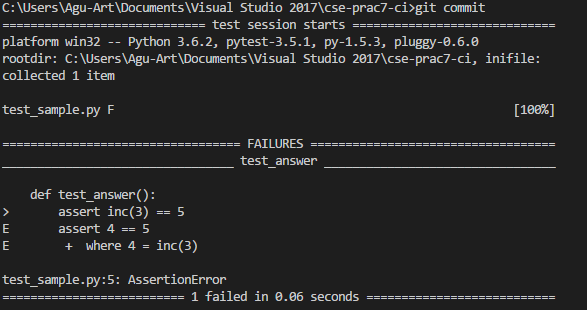 C:\Users\Agu-Art\Documents\Visual Studio 2017\cse-prac7-ci>git commit
========================== test session starts ==========================
platform win32 -- Python 3.6.2, pytest-3.5.1, py-1.5.3, pluggy-0.6.0
rootdir: C:\Users\Agu-Art\Documents\Visual Studio 2017\cse-prac7-ci, inifile:
collected 1 item
test_sample.py F [100%]
=============================== FAILURES ================================
______________________________ test_answer ______________________________
def test_answer():
> assert inc(3) == 5
E assert 4 == 5
E + where 4 = inc(3)
test_sample.py:5: AssertionError
======================= 1 failed in 0.06 seconds ========================